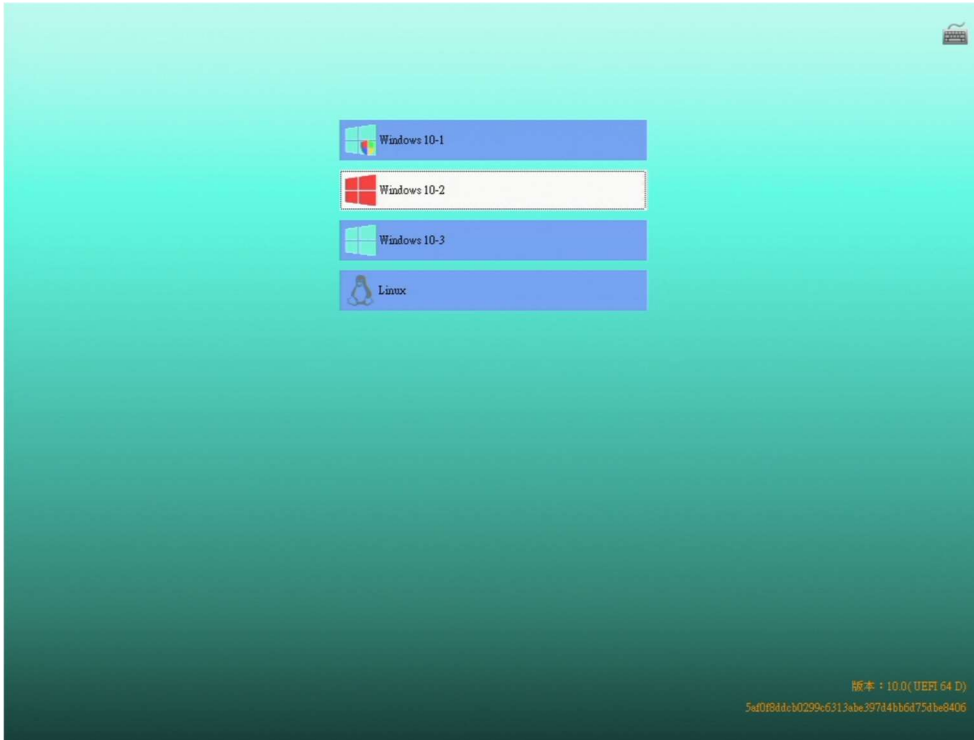 Windows 10-1
Windows 10-2
Windows 10-3
Linux
版本：10.0( UEFI 64 D)
5af0f8ddcb0299c6313abe397d4bb6d75dbe8406